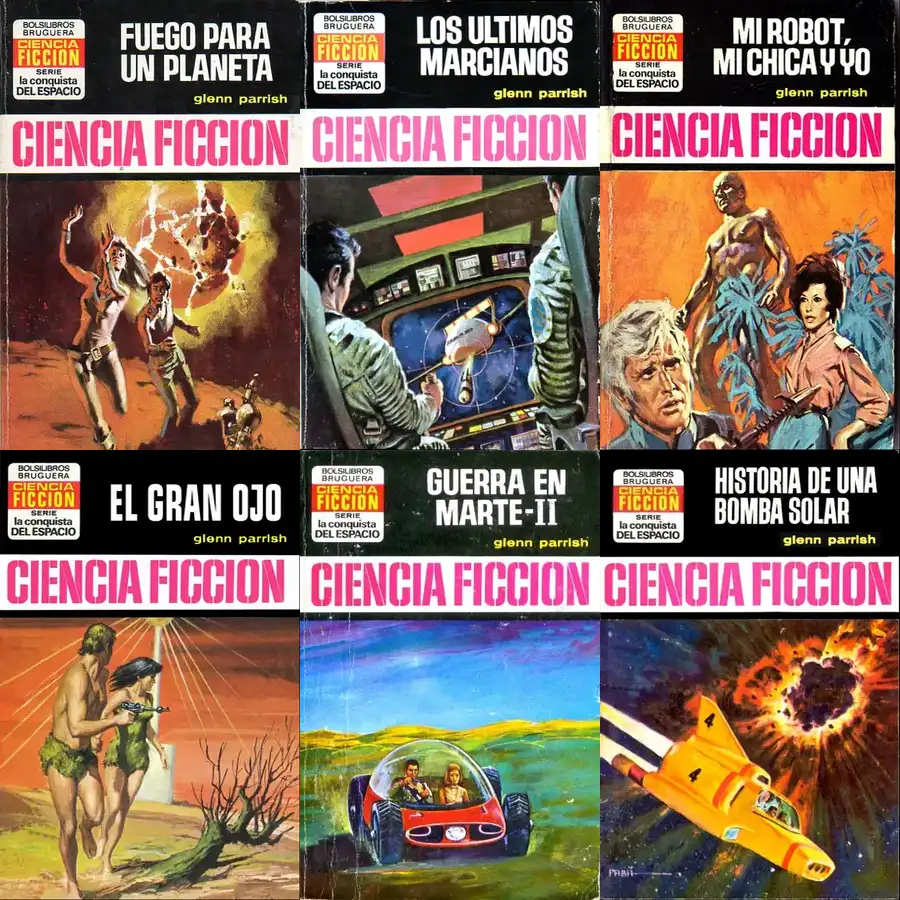 BOLSILIBROS
BRUGUERA
CIENCIA
FICCION
SERIE
la conquista
DEL ESPACIO
FUEGO PARA
UN PLANETA
glenn parrish
CIENCIA FICCION
BOLSILIBROS
BRUGUERA
CIENCIA
FICCION
SERIE
la conquista
DEL ESPACIO
LOS ULTIMOS
MARCIANOS
glenn parrish
CIENCIA FICCION
BOLSILIBROS
BRUGUERA
CIENCIA
FICCION
SERIE
la conquista
DEL ESPACIO
MI ROBOT,
MI CHICA Y YO
glenn parrish
CIENCIA FICCION
BOLSILIBROS
BRUGUERA
CIENCIA
FICCION
SERIE
la conquista
DEL ESPACIO
EL GRAN OJO
glenn parrish
CIENCIA FICCION
BOLSILIBROS
BRUGUERA
CIENCIA
FICCION
SERIE
la conquista
DEL ESPACIO
GUERRA EN
MARTE-II
glenn parrish
CIENCIA FICCION
BOLSILIBROS
BRUGUERA
CIENCIA
FICCION
SERIE
la conquista
DEL ESPACIO
HISTORIA DE UNA
BOMBA SOLAR
glenn parrish
CIENCIA FICCION
4
4